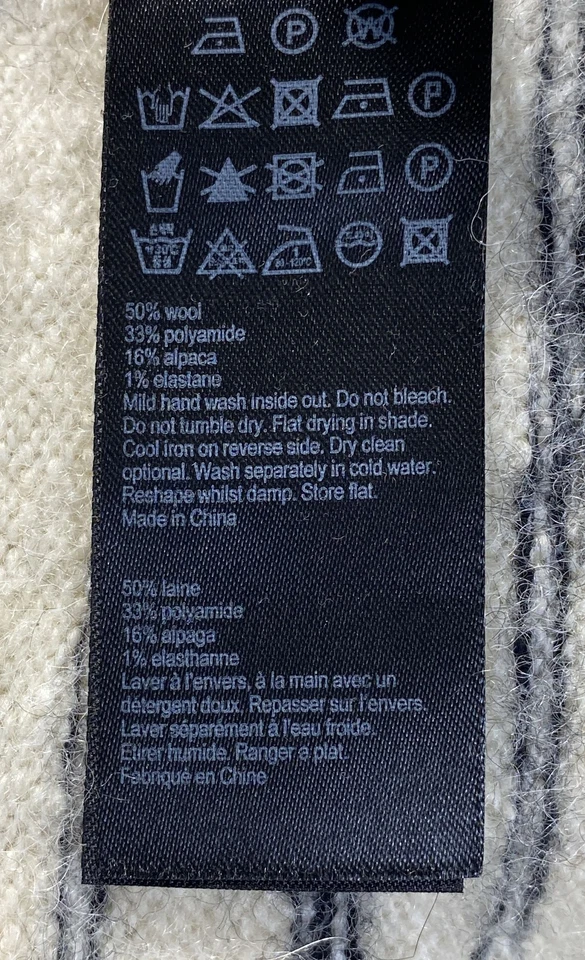 P W
P
P
50% wool
33% polyamide
16% alpaca
1% elastane
Mild hand wash inside out. Do not bleach.
Do not tumble dry. Flat drying in shade.
Cool iron on reverse side. Dry clean
optional. Wash separately in cold water.
Reshape whilst damp. Store flat.
Made in China
50% laine
33% polyamide
16% alpaga
1% elasthanne
Laver à l'envers, à la main avec un
détergent doux. Repasser sur l'envers.
Laver séparément à l'eau froide.
Etirer humide. Ranger a plat.
Fabriqué en Chine